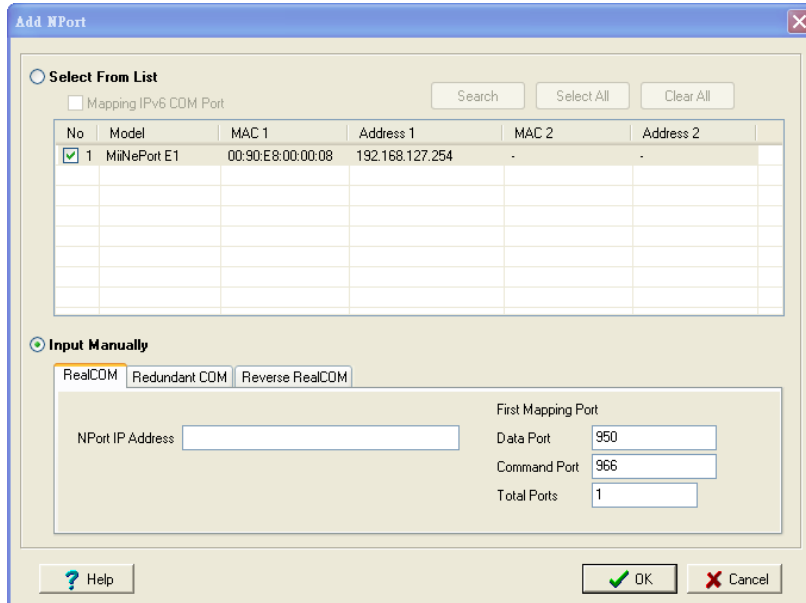 Add NPort
Select From List
Mapping IPv6 COM Port
Search Select All Clear All
No Model MAC 1 Address 1 MAC 2 Address 2
1 MiiNePort E1 00:90:E8:00:00:08 192.168.127.254 - -
Input Manually
RealCOM Redundant COM Reverse RealCOM
First Mapping Port
NPort IP Address Data Port 950
Command Port 966
Total Ports 1
Help OK Cancel